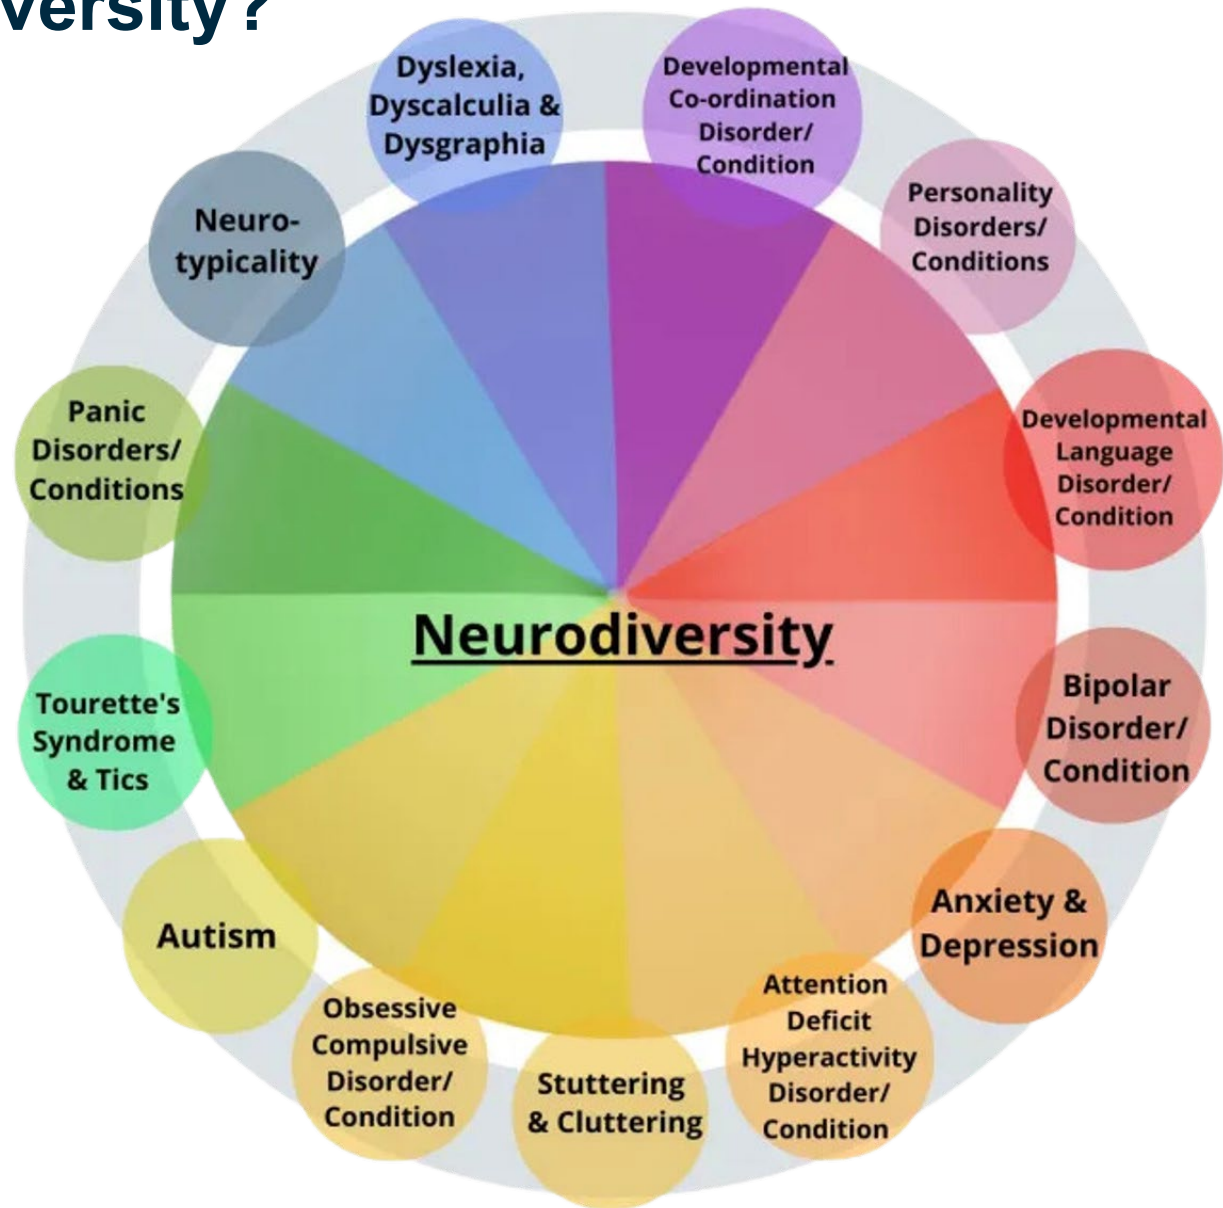 versity?
Dyslexia,
Dyscalculia &
Dysgraphia
Developmental
Co-ordination
Disorder/
Condition
Personality
Disorders/
Conditions
Developmental
Language
Disorder/
Condition
Bipolar
Disorder/
Condition
Anxiety &
Depression
Attention
Deficit
Hyperactivity
Disorder/
Condition
Stuttering
& Cluttering
Obsessive
Compulsive
Disorder/
Condition
Autism
Tourette's
Syndrome
& Tics
Panic
Disorders/
Conditions
Neuro-
typicality
Neurodiversity